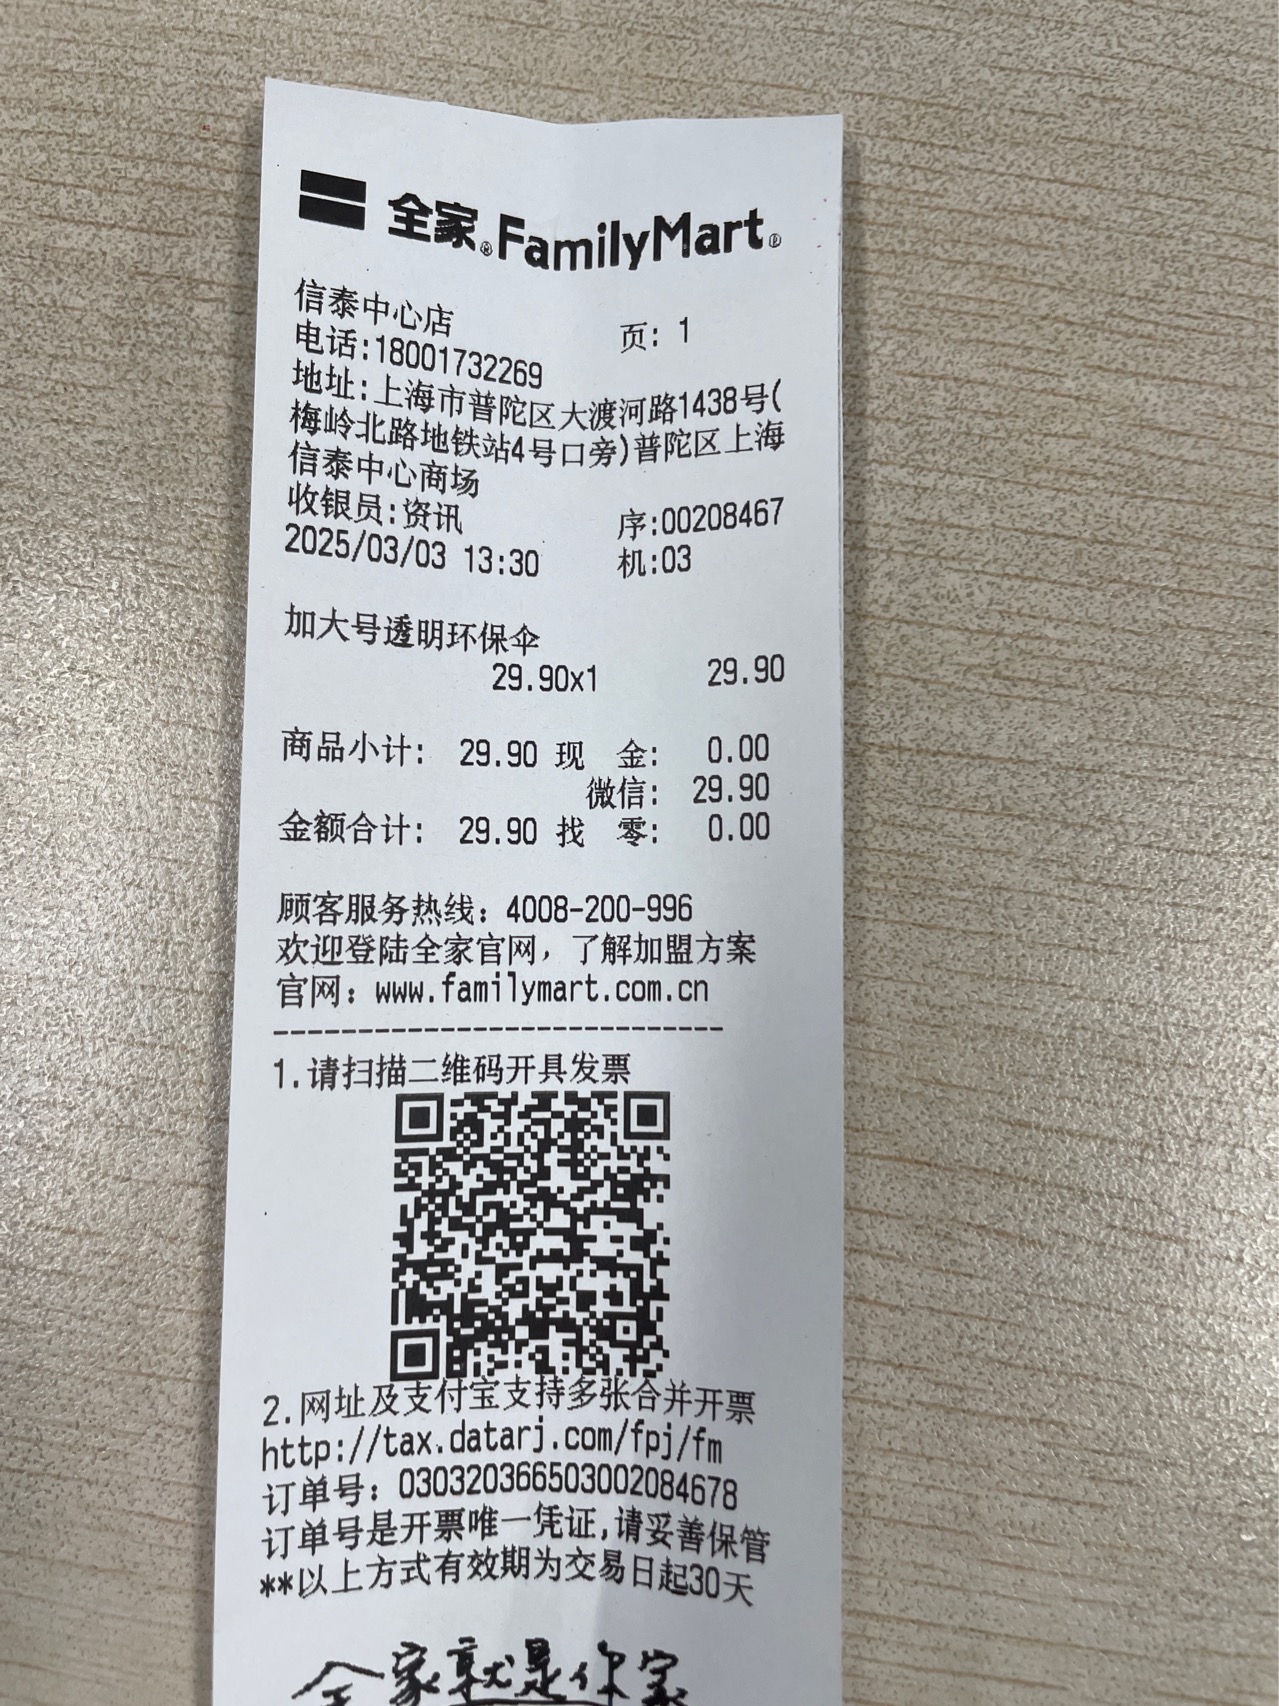 全家®FamilyMart®
信泰中心店 页: 1
电话:18001732269
地址:上海市普陀区大渡河路1438号(
梅岭北路地铁站4号口旁)普陀区上海
信泰中心商场
收银员:资讯 序:00208467
2025/03/03 13:30 机:03
加大号透明环保伞
29.90x1 29.90
商品小计: 29.90 现 金: 0.00
微信: 29.90
金额合计: 29.90 找 零: 0.00
顾客服务热线: 4008-200-996
欢迎登陆全家官网, 了解加盟方案
官网: www.familymart.com.cn
----------------------------
1.请扫描二维码开具发票
2.网址及支付宝支持多张合并开票
http://tax.datarj.com/fpj/fm
订单号: 030320366503002084678
订单号是开票唯一凭证,请妥善保管
**以上方式有效期为交易日起30天
全家就是你家